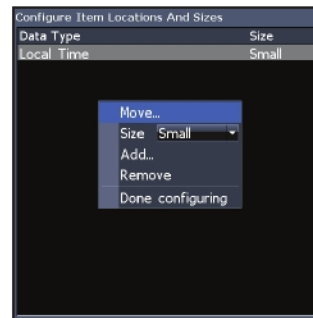 Configure Item Locations And Sizes
Data Type Size
Local Time Small
Move...
Size Small
Add...
Remove
Done configuring